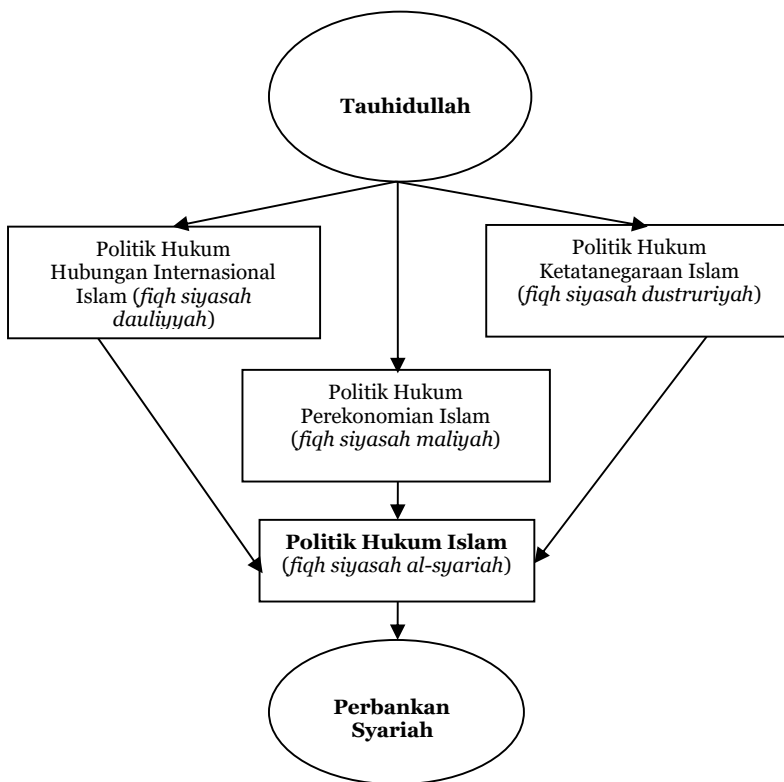 Tauhidullah
Politik Hukum
Hubungan Internasional
Islam (fiqh siyasah
dauliyyah)
Politik Hukum
Ketatanegaraan Islam
(fiqh siyasah dustruriyah)
Politik Hukum
Perekonomian Islam
(fiqh siyasah maliyah)
Politik Hukum Islam
(fiqh siyasah al-syariah)
Perbankan
Syariah